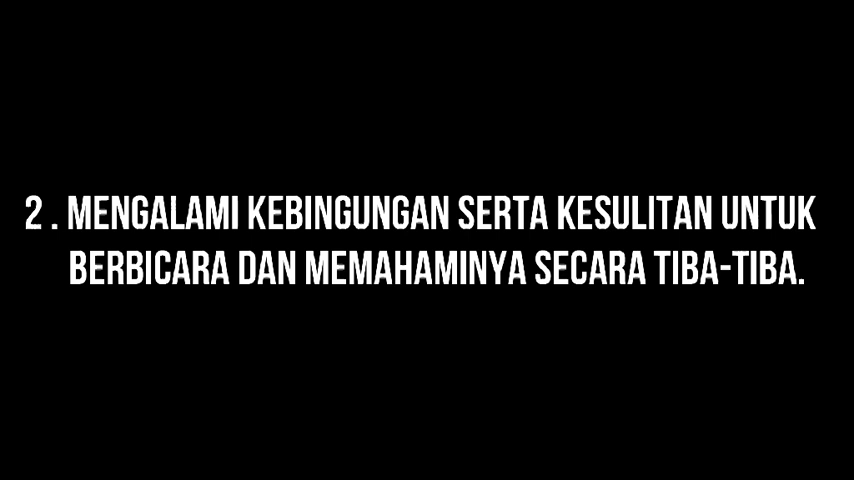 2 . MENGALAMI KEBINGUNGAN SERTA KESULITAN UNTUK
BERBICARA DAN MEMAHAMINYA SECARA TIBA-TIBA.